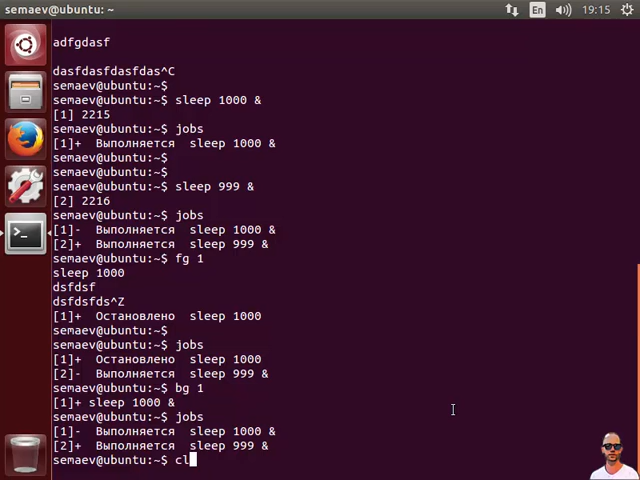 semaev@ubuntu: ~
En
19:15
adfgdasf
dasfdasfdasfdas^C
semaev@ubuntu:~$
semaev@ubuntu:~$ sleep 1000 &
[1] 2215
semaev@ubuntu:~$ jobs
[1]+  Выполняется  sleep 1000 &
semaev@ubuntu:~$
semaev@ubuntu:~$
semaev@ubuntu:~$ sleep 999 &
[2] 2216
semaev@ubuntu:~$ jobs
[1]-  Выполняется  sleep 1000 &
[2]+  Выполняется  sleep 999 &
semaev@ubuntu:~$ fg 1
sleep 1000
dsfdsf
dsfdsfds^Z
[1]+  Остановлено  sleep 1000
semaev@ubuntu:~$
semaev@ubuntu:~$ jobs
[1]+  Остановлено  sleep 1000
[2]-  Выполняется  sleep 999 &
semaev@ubuntu:~$ bg 1
[1]+ sleep 1000 &
semaev@ubuntu:~$ jobs
[1]-  Выполняется  sleep 1000 &
[2]+  Выполняется  sleep 999 &
semaev@ubuntu:~$ cl